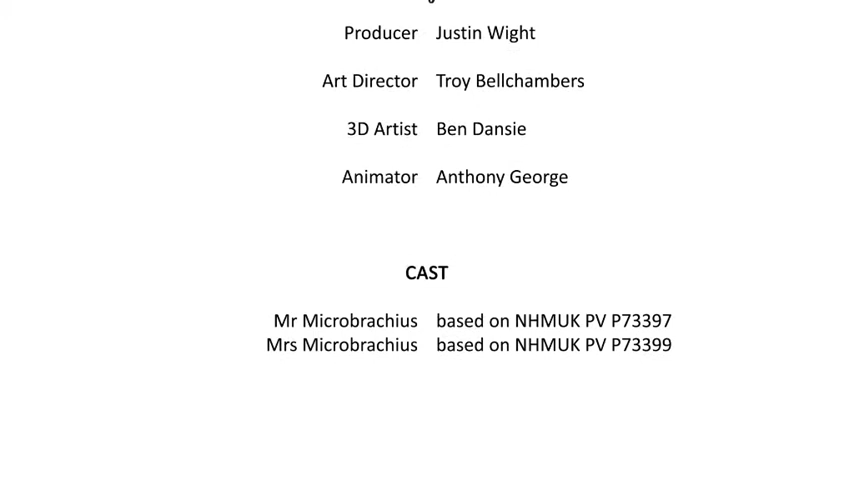 Producer Justin Wight
Art Director Troy Bellchambers
3D Artist Ben Dansie
Animator Anthony George
CAST
Mr Microbrachius based on NHMUK PV P73397
Mrs Microbrachius based on NHMUK PV P73399